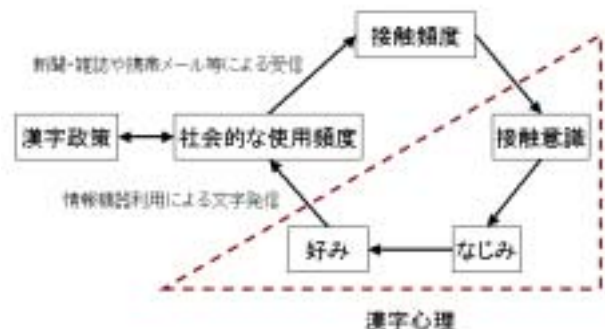 接触頻度
新聞・雑誌や携帯メール等による受信
漢字政策
社会的な使用頻度
接触意識
情報機器利用による文字発信
好み
なじみ
漢字心理